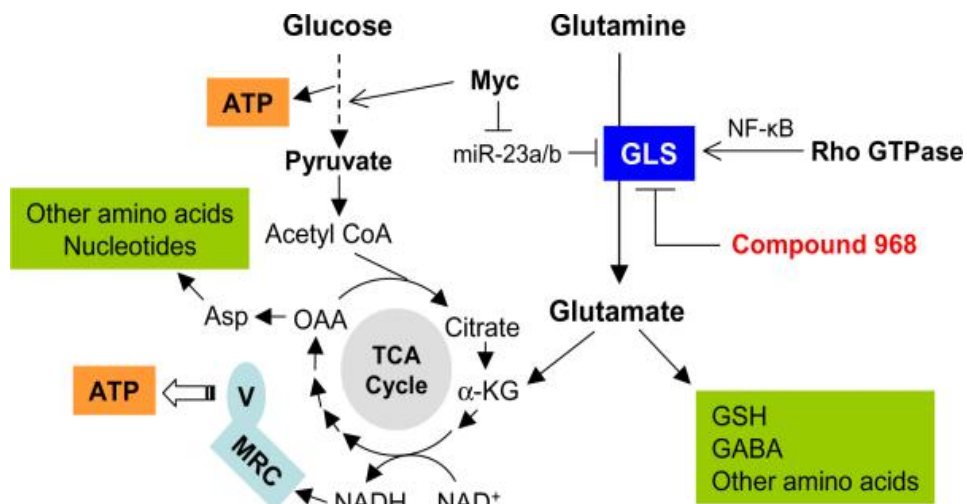 Glucose
Glutamine
ATP
Myc
NF-κB
miR-23a/b
GLS
Rho GTPase
Pyruvate
Other amino acids
Nucleotides
Acetyl CoA
Compound 968
Asp
OAA
Citrate
Glutamate
TCA
Cycle
ATP
V
α-KG
MRC
GSH
GABA
Other amino acids
NADH
NAD⁺